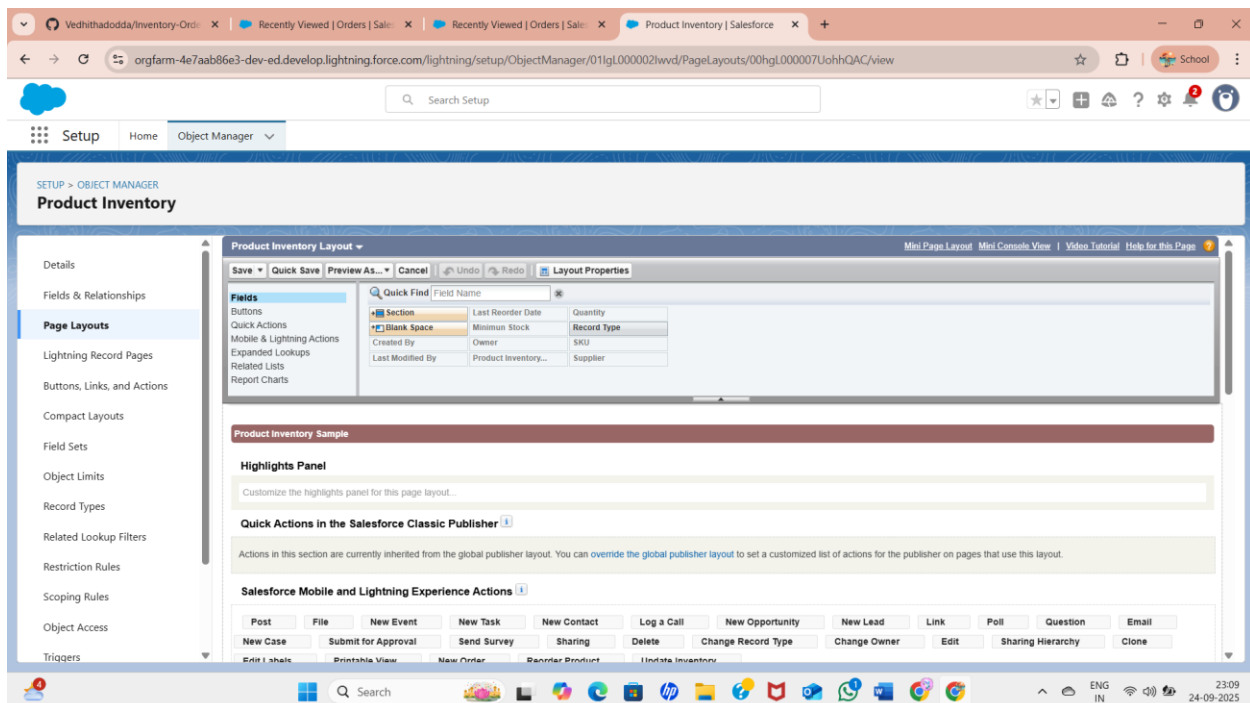 Vedhithadodda/Inventory-Orde
Recently Viewed | Orders | Sale
Recently Viewed | Orders | Sale
Product Inventory | Salesforce
orgfarm-4e7aab86e3-dev-ed.develop.lightning.force.com/lightning/setup/ObjectManager/01IgL000002Iwvd/PageLayouts/00hgL000007UohhQAC/view
School
Search Setup
2
Setup Home Object Manager
SETUP > OBJECT MANAGER
Product Inventory
Details
Fields & Relationships
Page Layouts
Lightning Record Pages
Buttons, Links, and Actions
Compact Layouts
Field Sets
Object Limits
Record Types
Related Lookup Filters
Restriction Rules
Scoping Rules
Object Access
Triggers
Product Inventory Layout
Mini Page Layout Mini Console View | Video Tutorial Help for this Page
Save Quick Save Preview As... Cancel Undo Redo Layout Properties
Fields
Buttons
Quick Actions
Mobile & Lightning Actions
Expanded Lookups
Related Lists
Report Charts
Quick Find Field Name
Section Last Reorder Date Quantity
Blank Space Minimun Stock Record Type
Created By Owner SKU
Last Modified By Product Inventory... Supplier
Product Inventory Sample
Highlights Panel
Customize the highlights panel for this page layout...
Quick Actions in the Salesforce Classic Publisher
Actions in this section are currently inherited from the global publisher layout. You can override the global publisher layout to set a customized list of actions for the publisher on pages that use this layout.
Salesforce Mobile and Lightning Experience Actions
Post File New Event New Task New Contact Log a Call New Opportunity New Lead Link Poll Question Email
New Case Submit for Approval Send Survey Sharing Delete Change Record Type Change Owner Edit Sharing Hierarchy Clone
Edit Labels Printable View New Order Reorder Product Update Inventory
4
Search
ENG
IN
23:09
24-09-2025